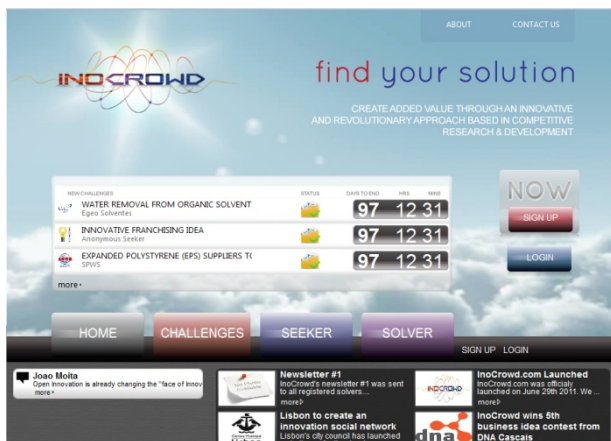 ABOUT CONTACT US
INOCROWD
find your solution
CREATE ADDED VALUE THROUGH AN INNOVATIVE
AND REVOLUTIONARY APPROACH BASED IN COMPETITIVE
RESEARCH & DEVELOPMENT
NEW CHALLENGES STATUS DAYS TO END HRS MINS
WATER REMOVAL FROM ORGANIC SOLVENT
Egeo Solventes
97 12 31
INNOVATIVE FRANCHISING IDEA
Anonymous Seeker
97 12 31
EXPANDED POLYSTYRENE (EPS) SUPPLIERS TO
SPWS
97 12 31
more
NOW
SIGN UP
LOGIN
HOME CHALLENGES SEEKER SOLVER
SIGN UP LOGIN
Joao Moita
Open Innovation is already changing the "face of Innov
more
Newsletter #1
InoCrowd's newsletter #1 was sent
to all registered solvers....
more
InoCrowd.com Launched
InoCrowd.com was officialy
launched on June 29th 2011. We ...
more
INOCROWD
Lisbon to create an
innovation social network
Lisbon's city council has launched
InoCrowd wins 5th
business idea contest from
DNA Cascais
dna